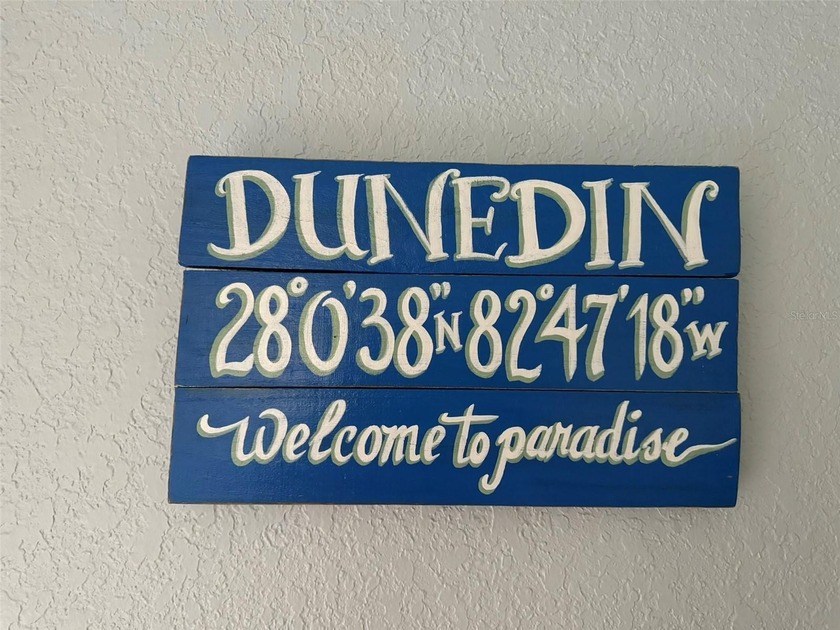 DUNEDIN
28°0'38"N 82°47'18"W
Welcome to paradise